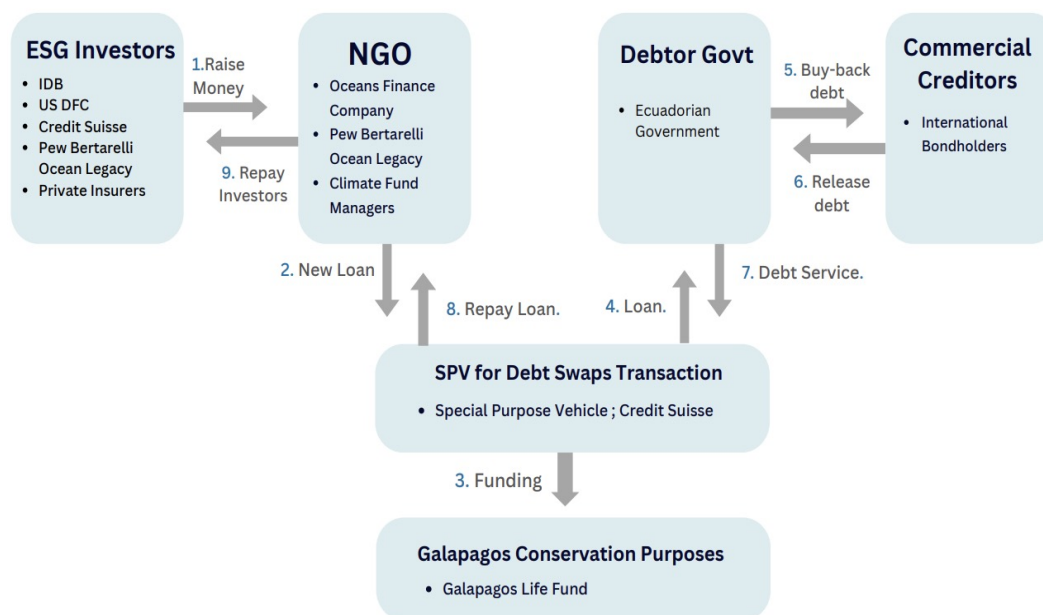 ESG Investors
• IDB
• US DFC
• Credit Suisse
• Pew Bertarelli
Ocean Legacy
• Private Insurers
1.Raise
Money
9. Repay
Investors
NGO
• Oceans Finance
Company
• Pew Bertarelli
Ocean Legacy
• Climate Fund
Managers
Debtor Govt
• Ecuadorian
Government
5. Buy-back
debt
6. Release
debt
Commercial
Creditors
• International
Bondholders
2. New Loan
8. Repay Loan.
4. Loan.
7. Debt Service.
SPV for Debt Swaps Transaction
• Special Purpose Vehicle ; Credit Suisse
3. Funding
Galapagos Conservation Purposes
• Galapagos Life Fund